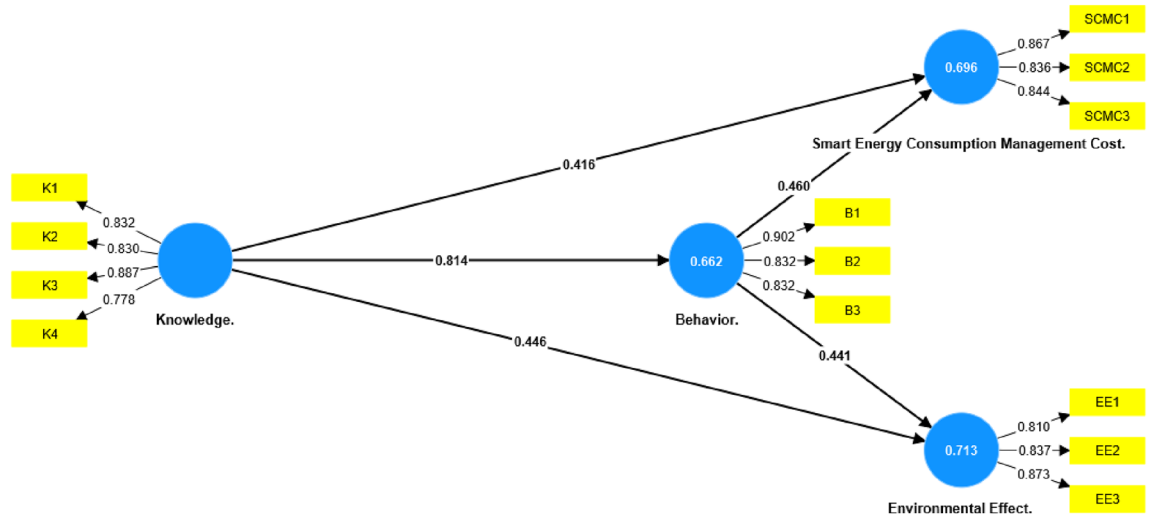 SCMC1
0.867
0.696
0.836
SCMC2
0.844
SCMC3
Smart Energy Consumption Management Cost.
0.416
0.460
K1
0.832
K2
0.830
K3
0.887
0.778
K4
Knowledge.
0.814
B1
0.902
0.662
0.832
B2
0.832
B3
Behavior.
0.446
0.441
EE1
0.810
0.713
0.837
EE2
0.873
EE3
Environmental Effect.